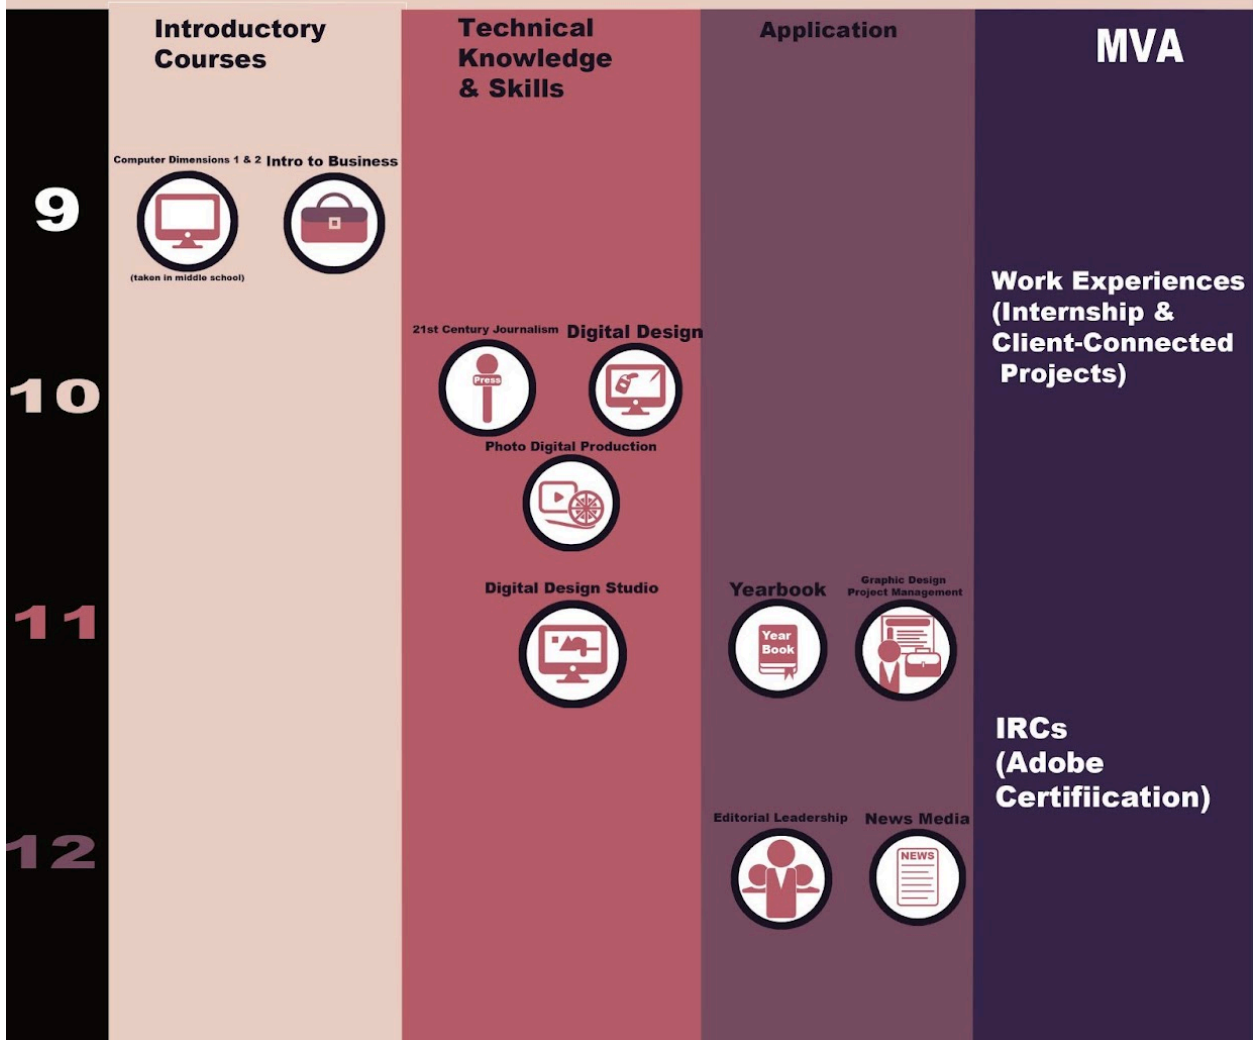 Introductory
Courses
Technical
Knowledge
& Skills
Application
MVA
9
Computer Dimensions 1 & 2
Intro to Business
(taken in middle school)
Work Experiences
(Internship &
Client-Connected
Projects)
10
21st Century Journalism
Digital Design
Press
Photo Digital Production
11
Digital Design Studio
Yearbook
Graphic Design
Project Management
Year
Book
IRCs
(Adobe
Certifiication)
12
Editorial Leadership
News Media
NEWS